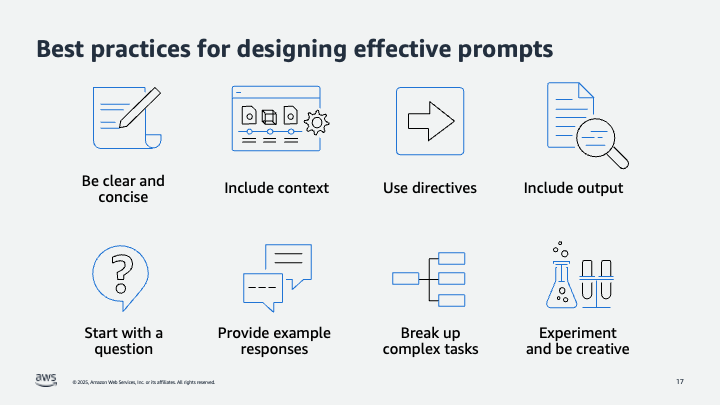 Best practices for designing effective prompts
Be clear and
concise
Include context
Use directives
Include output
?
Start with a
question
Provide example
responses
Break up
complex tasks
Experiment
and be creative
aws
© 2025, Amazon Web Services, Inc. or its affiliates. All rights reserved.
17